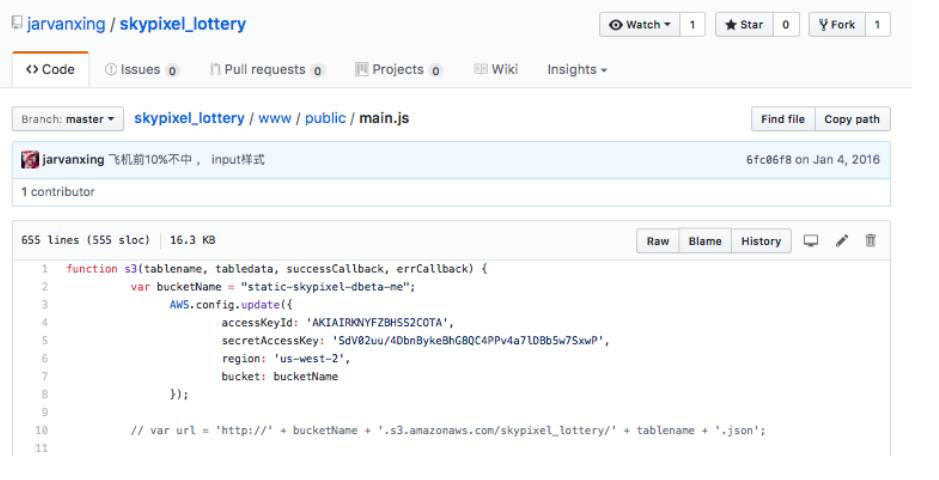 jarvanxing / skypixel_lottery
Watch 1 Star 0 Fork 1
Code Issues 0 Pull requests 0 Projects 0 Wiki Insights
Branch: master skypixel_lottery / www / public / main.js Find file Copy path
jarvanxing 飞机前10%不中 ， input样式 6fc06f8 on Jan 4, 2016
1 contributor
655 lines (555 sloc) 16.3 KB Raw Blame History
1 function s3(tablename, tabledata, successCallback, errCallback) {
2 var bucketName = "static-skypixel-dbeta-me";
3 AWS.config.update({
4 accessKeyId: 'AKIAIRKNYFZBHSS2COTA',
5 secretAccessKey:
6 region: 'us-west-2',
7 bucket: bucketName
8 });
9
10 // var url = 'http://' + bucketName + '.s3.amazonaws.com/skypixel_lottery/' + tablename + '.json';
11